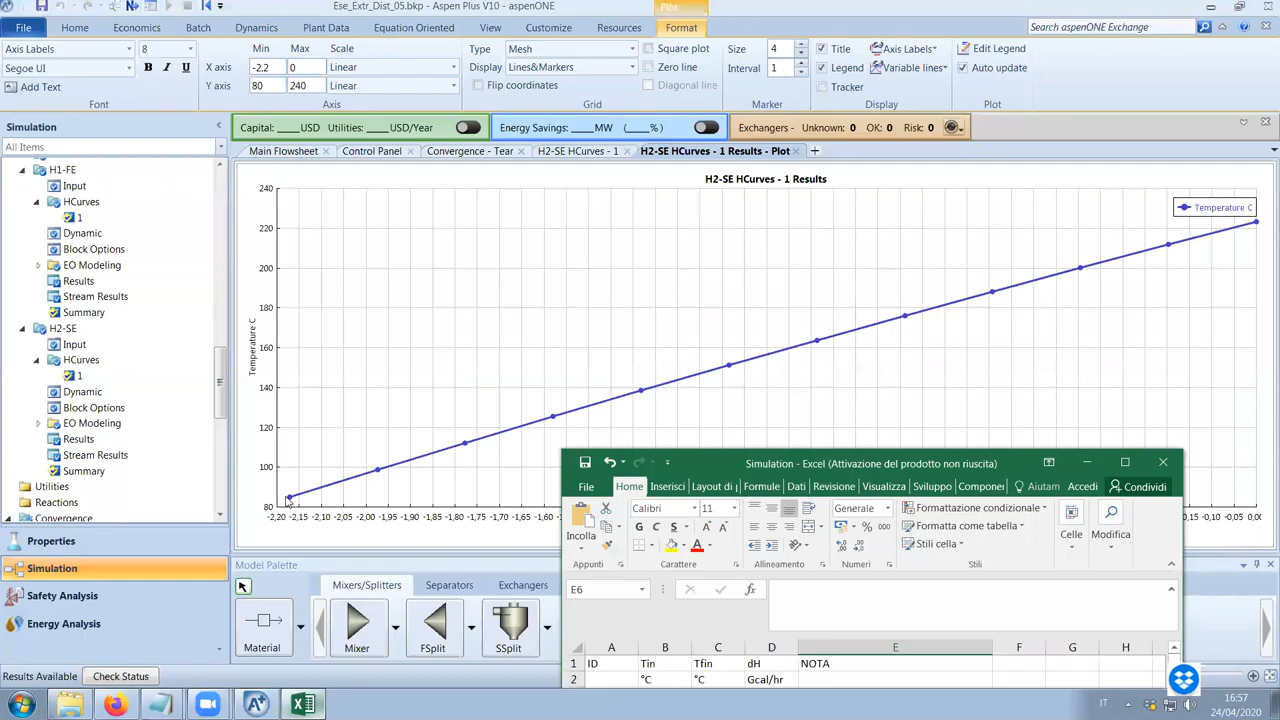 Ese_Extr_Dist_05.bkp - Aspen Plus V10 - aspenONE
Plot
File Home Economics Batch Dynamics Plant Data Equation Oriented View Customize Resources Format Search aspenONE Exchange
Axis Labels 8 Min Max Scale Type Mesh Square plot Size 4 Title Axis Labels Edit Legend
Segoe UI B I U X axis -2,2 0 Linear Display Lines&Markers Zero line Interval 1 Legend Variable lines Auto update
Add Text Y axis 80 240 Linear Flip coordinates Diagonal line Tracker
Font Axis Grid Marker Display Plot
Simulation Capital: ____USD Utilities: ____USD/Year Energy Savings: ____MW (____%) Exchangers - Unknown: 0 OK: 0 Risk: 0
All Items Main Flowsheet Control Panel Convergence - Tear H2-SE HCurves - 1 H2-SE HCurves - 1 Results - Plot
H1-FE
Input
HCurves
1
Dynamic
Block Options
EO Modeling
Results
Stream Results
Summary
H2-SE
Input
HCurves
1
Dynamic
Block Options
EO Modeling
Results
Stream Results
Summary
Utilities
Reactions
Convergence
Properties
Simulation
Safety Analysis
Energy Analysis
H2-SE HCurves - 1 Results
Temperature C
Temperature C
240
220
200
180
160
140
120
100
80
-2,20 -2,15 -2,10 -2,05 -2,00 -1,95 -1,90 -1,85 -1,80 -1,75 -1,70 -1,65 -1,60 -0,10 -0,05 0,00
Simulation - Excel (Attivazione del prodotto non riuscita)
File Home Inserisci Layout di Formule Dati Revisione Visualizza Sviluppo Componei Aiutam Accedi Condividi
Incolla Calibri 11 Generale Formattazione condizionale Celle Modifica
G C S % 000 Formatta come tabella
A Stili cella
Appunti Carattere Allineamento Numeri Stili
E6 fx
A B C D E F G H
1 ID Tin Tfin dH NOTA
2 °C °C Gcal/hr
Model Palette
Mixers/Splitters Separators Exchangers
Material Mixer FSplit SSplit
Results Available Check Status
IT 16:57
24/04/2020